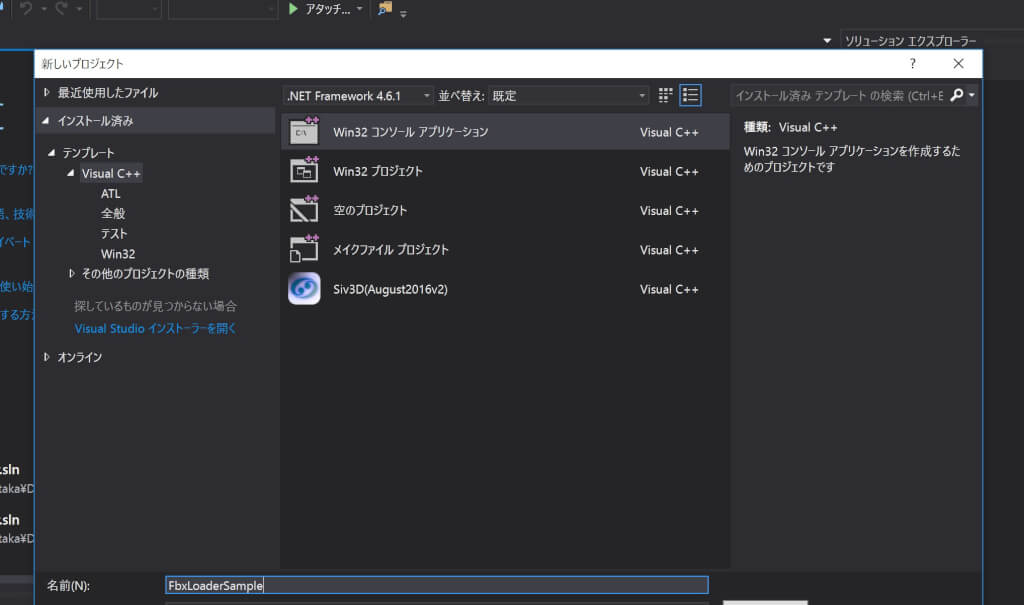 アタッチ...
ソリューション エクスプローラー
新しいプロジェクト
?
最近使用したファイル
.NET Framework 4.6.1 並べ替え: 既定
インストール済み テンプレート の検索 (Ctrl+E
インストール済み
テンプレート
Visual C++
ATL
全般
テスト
Win32
その他のプロジェクトの種類
探しているものが見つからない場合
Visual Studio インストーラーを開く
オンライン
Win32 コンソール アプリケーション Visual C++
Win32 プロジェクト Visual C++
空のプロジェクト Visual C++
メイクファイル プロジェクト Visual C++
Siv3D(August2016v2) Visual C++
種類: Visual C++
Win32 コンソール アプリケーションを作成するた
めのプロジェクトです
ですか?
、技術
イベート
使い始
する方
.sln
taka¥D
.sln
taka¥D
名前(N):
FbxLoaderSample